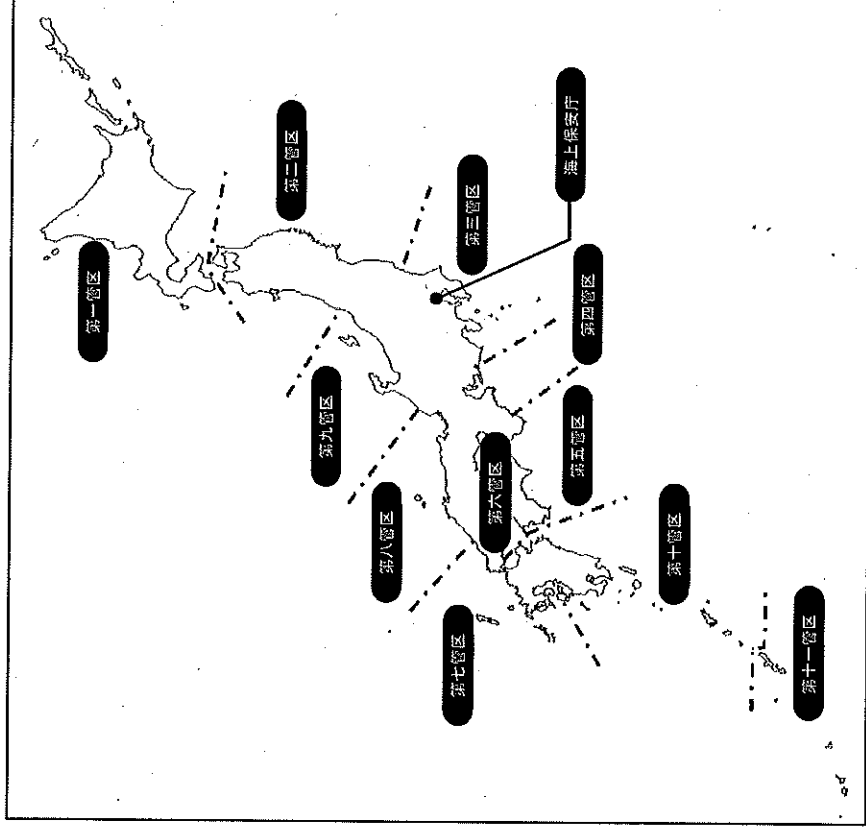 第一管区
第二管区
第三管区
海上保安庁
第四管区
第五管区
第六管区
第七管区
第八管区
第九管区
第十管区
第十一管区